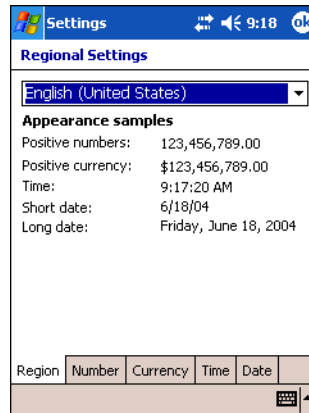 Settings 9:18 ok
Regional Settings
English (United States)
Appearance samples
Positive numbers: 123,456,789.00
Positive currency: $123,456,789.00
Time: 9:17:20 AM
Short date: 6/18/04
Long date: Friday, June 18, 2004
Region Number Currency Time Date